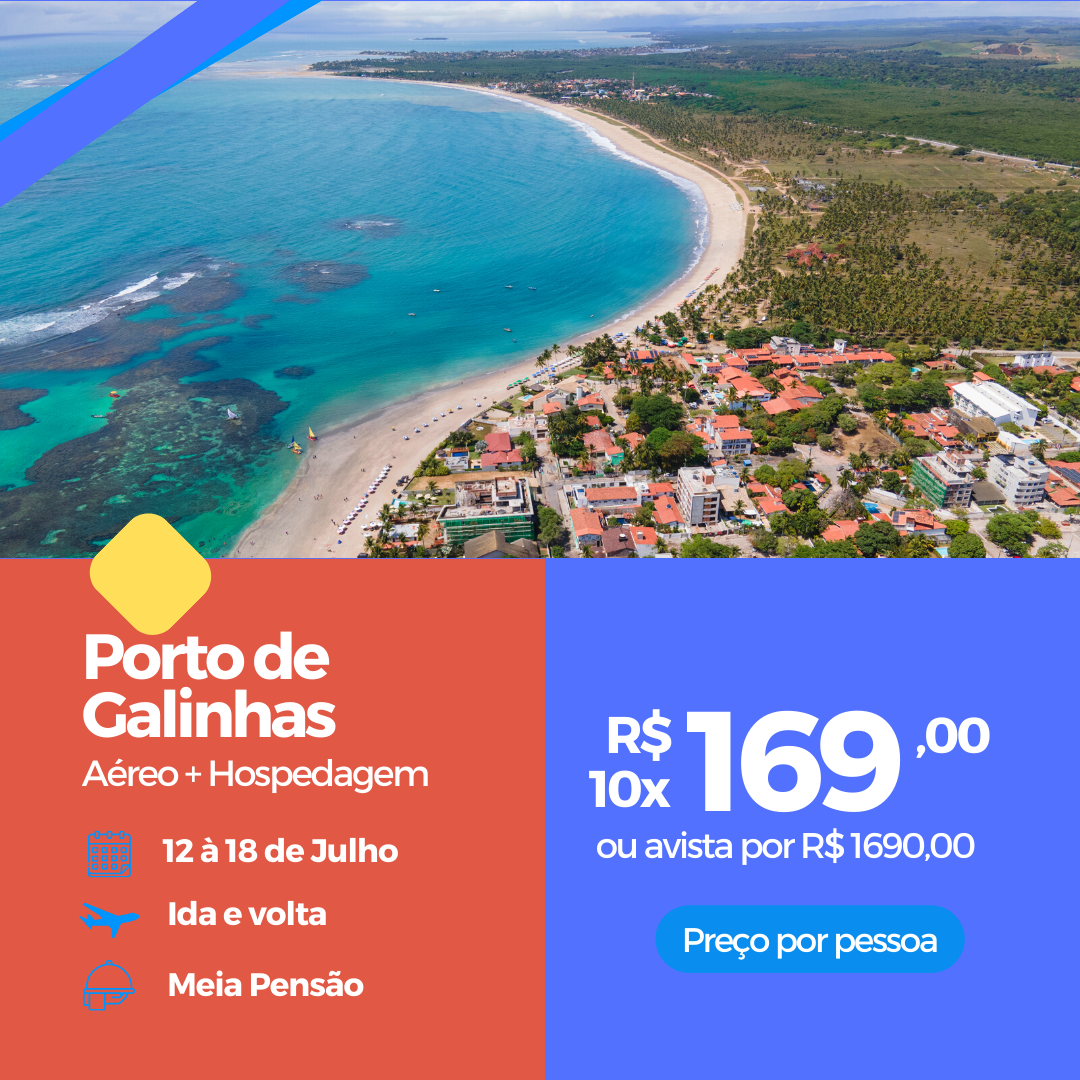 Porto de
Galinhas
Aéreo + Hospedagem
12 à 18 de Julho
Ida e volta
Meia Pensão
R$ 169 ,00
10x
ou avista por R$ 1690,00
Preço por pessoa